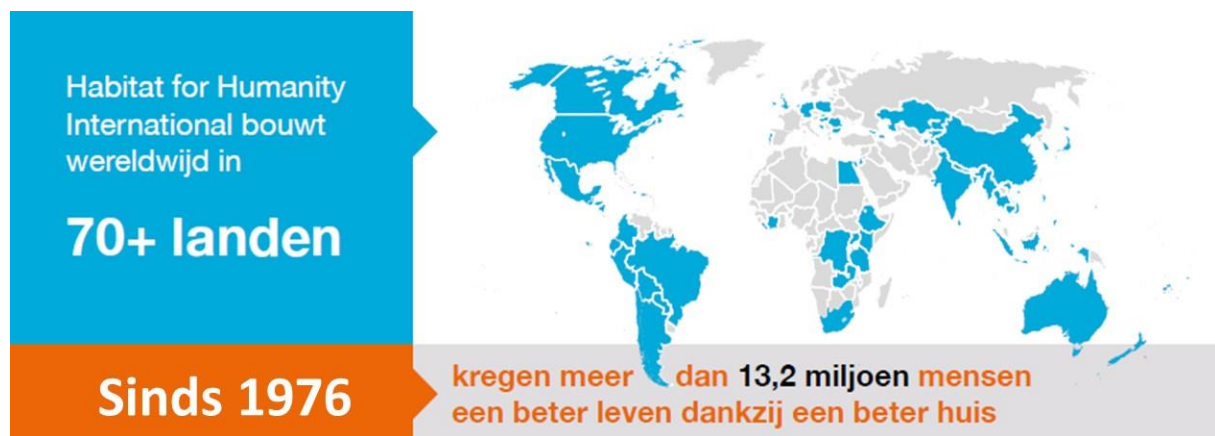 Habitat for Humanity
International bouwt
wereldwijd in
70+ landen
Sinds 1976
kregen meer dan 13,2 miljoen mensen
een beter leven dankzij een beter huis